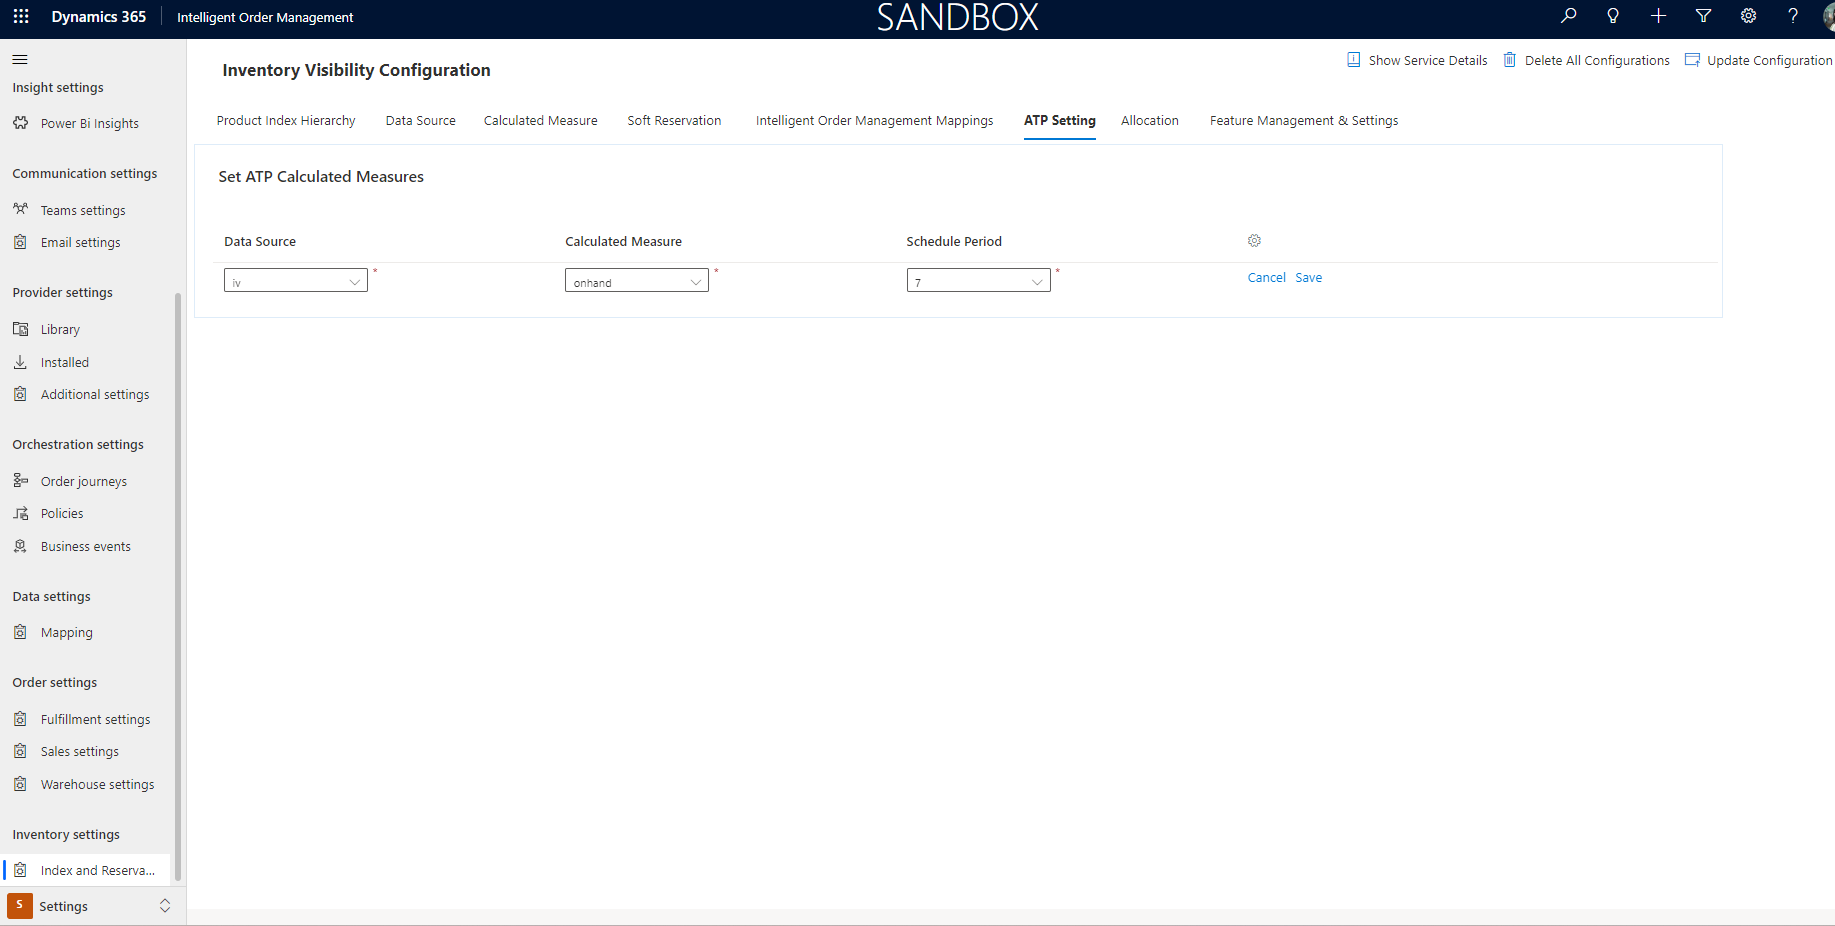 Dynamics 365
Intelligent Order Management
SANDBOX
Insight settings
Power Bi Insights
Communication settings
Teams settings
Email settings
Provider settings
Library
Installed
Additional settings
Orchestration settings
Order journeys
Policies
Business events
Data settings
Mapping
Order settings
Fulfillment settings
Sales settings
Warehouse settings
Inventory settings
Index and Reserva...
S Settings
Inventory Visibility Configuration
Show Service Details Delete All Configurations Update Configuration
Product Index Hierarchy Data Source Calculated Measure Soft Reservation Intelligent Order Management Mappings ATP Setting Allocation Feature Management & Settings
Set ATP Calculated Measures
Data Source Calculated Measure Schedule Period
iv * onhand * 7 * Cancel Save